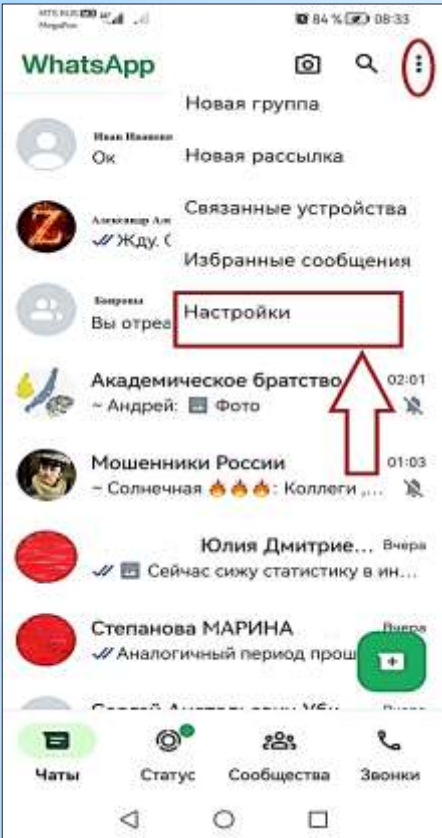 84 % 08:33
WhatsApp
Новая группа
Новая рассылка
Связанные устройства
Избранные сообщения
Настройки
Ок
Жду. С
Вопросы
Вы отреа
Академическое братство 02:01
~ Андрей: Фото
Мошенники России 01:03
~ Солнечная 🔥🔥🔥: Коллеги ,...
Юлия Дмитрие... Вчера
Сейчас сижу статистику в ин...
Степанова МАРИНА Вчера
Аналогичный период прош
Чаты Статус Сообщества Звонки